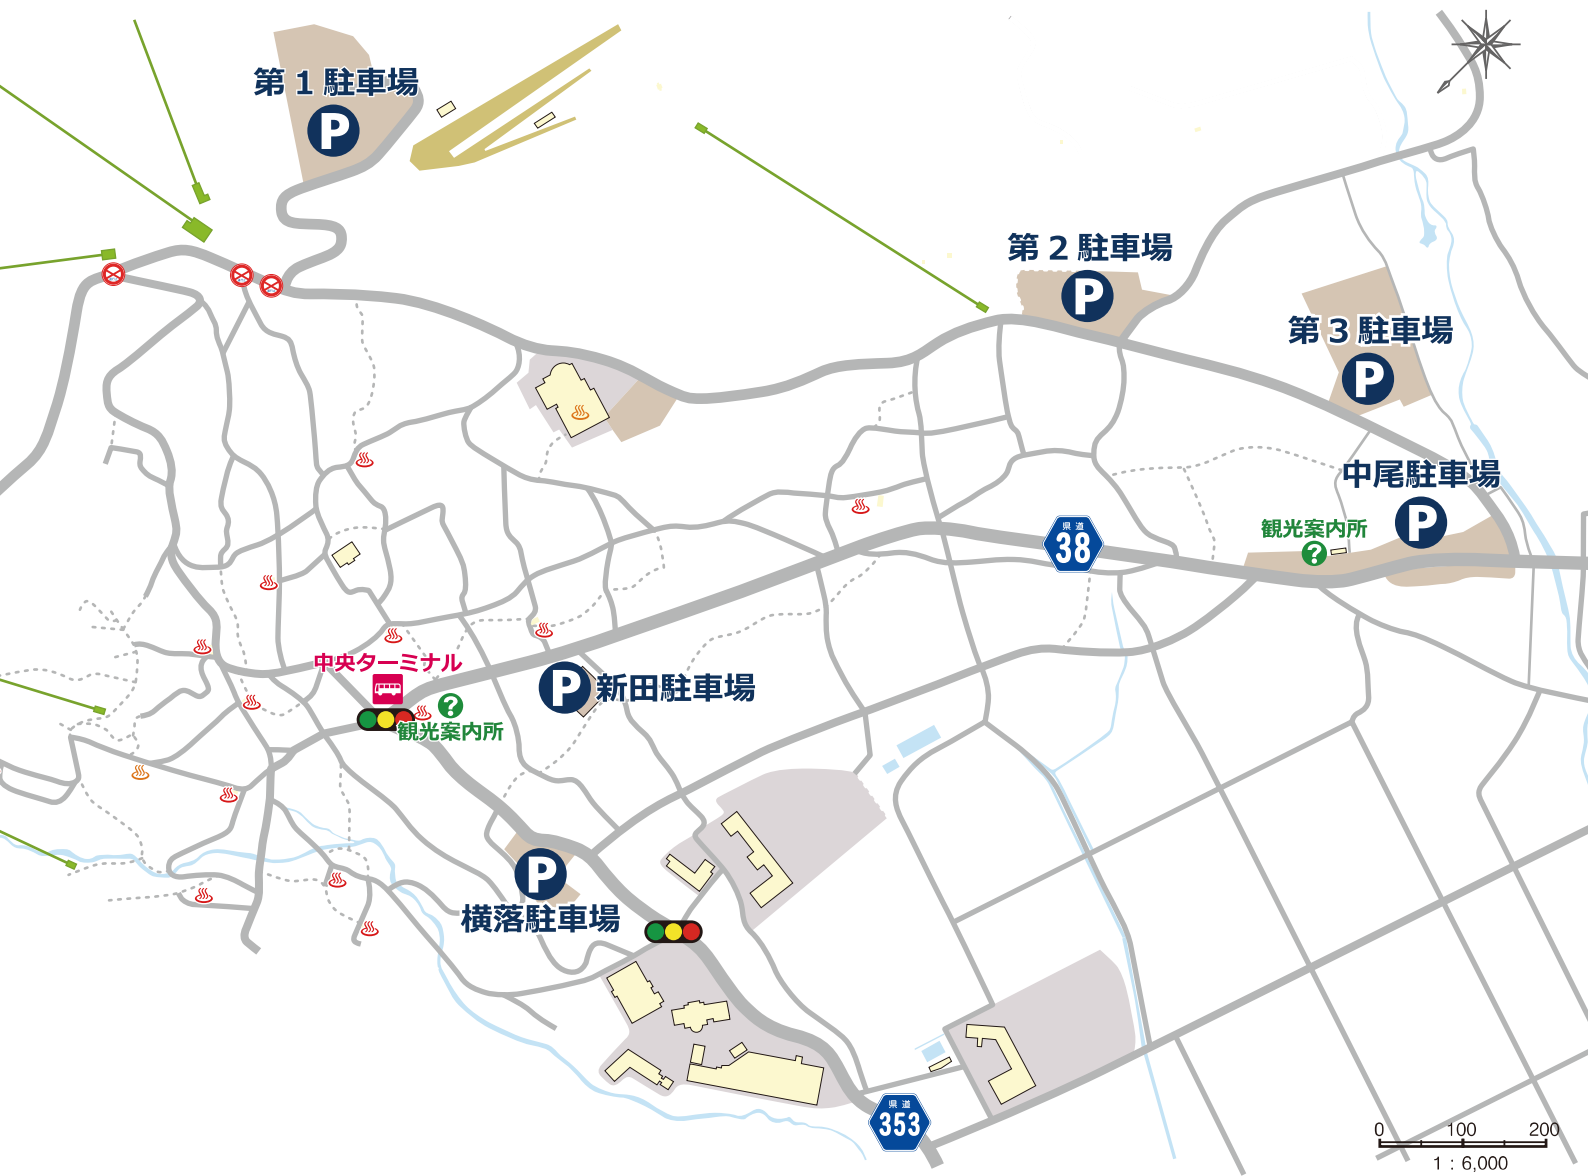 第1駐車場
P
第2駐車場
P
第3駐車場
P
中尾駐車場
P
観光案内所
?
県道
38
中央ターミナル
?
観光案内所
P
新田駐車場
P
横落駐車場
県道
353
0 100 200
1 : 6,000